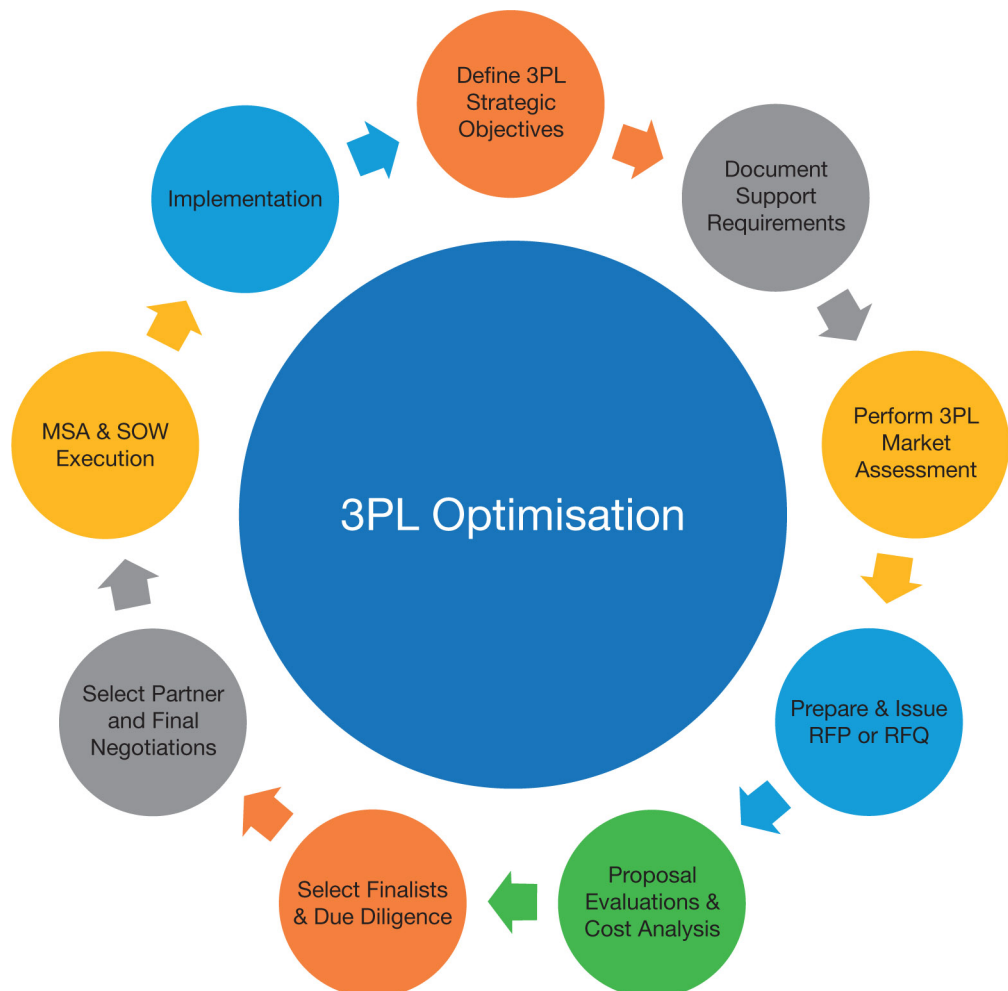 Define 3PL
Strategic
Objectives
Document
Support
Requirements
Perform 3PL
Market
Assessment
Prepare & Issue
RFP or RFQ
Proposal
Evaluations &
Cost Analysis
Select Finalists
& Due Diligence
Select Partner
and Final
Negotiations
MSA & SOW
Execution
Implementation
3PL Optimisation